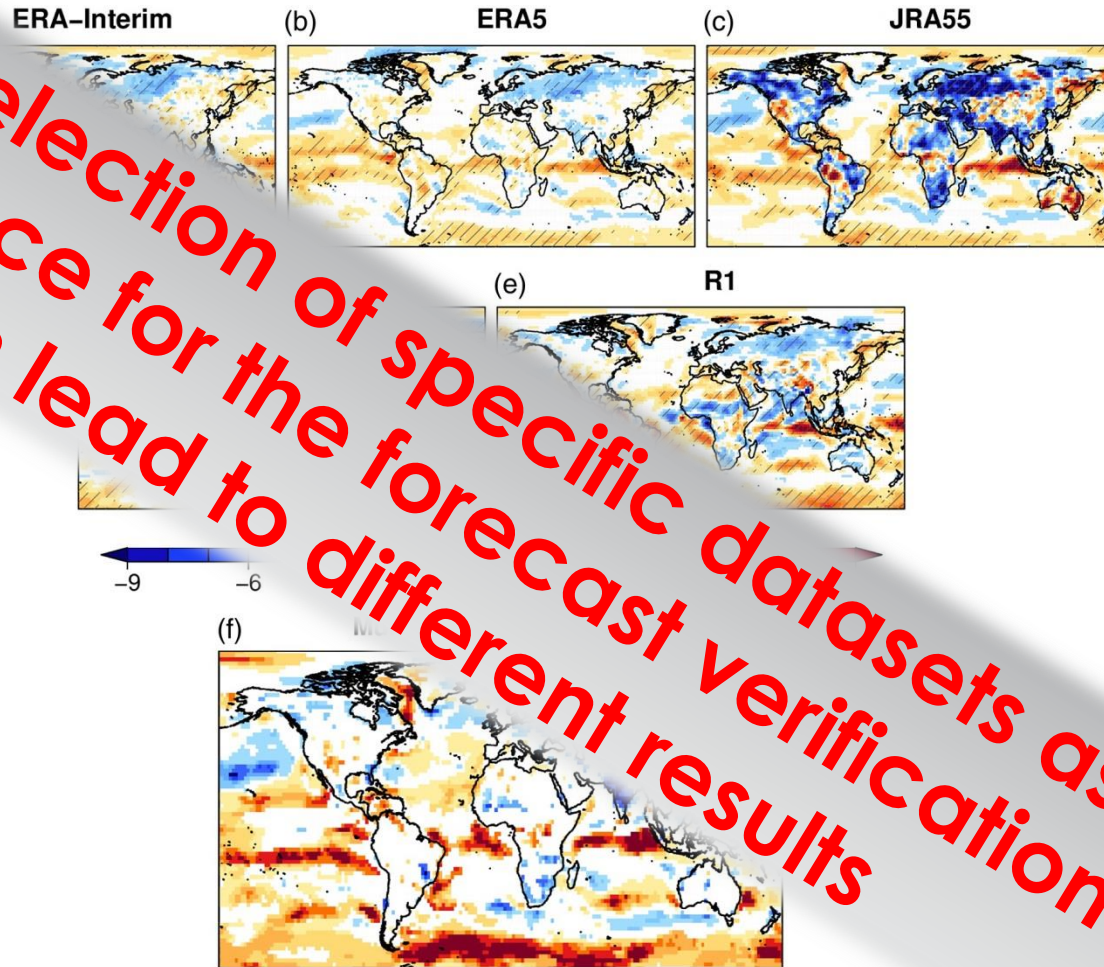 ERA−Interim
(b)
ERA5
(c)
JRA55
election of specific datasets as
ce for the forecast verification
lead to different results
(e)
R1
−9
−6
(f)